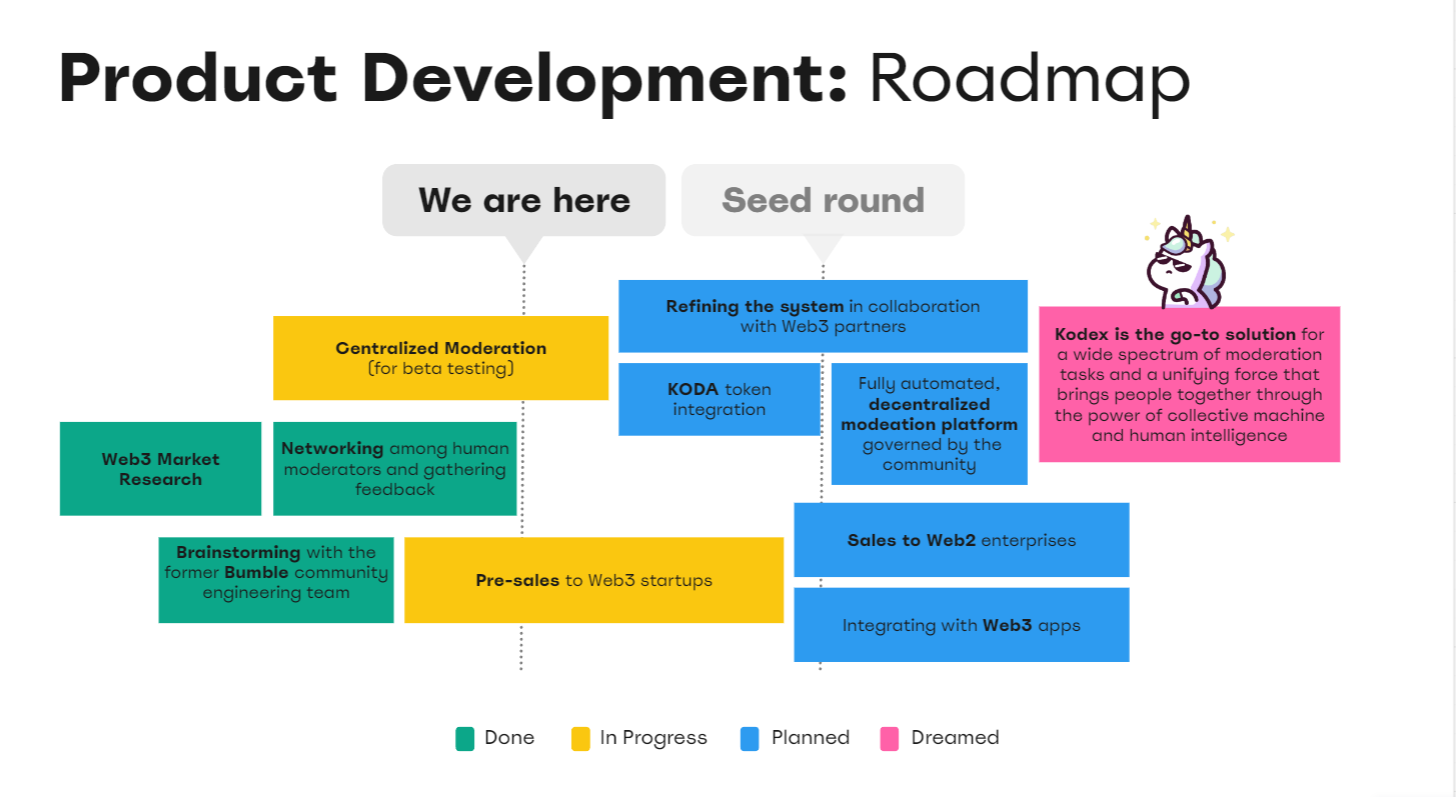 Product Development: Roadmap
We are here
Seed round
Refining the system in collaboration
with Web3 partners
Centralized Moderation
(for beta testing)
KODA token
integration
Fully automated,
decentralized
modeation platform
governed by the
community
Kodex is the go-to solution for
a wide spectrum of moderation
tasks and a unifying force that
brings people together through
the power of collective machine
and human intelligence
Web3 Market
Research
Networking among human
moderators and gathering
feedback
Brainstorming with the
former Bumble community
engineering team
Pre-sales to Web3 startups
Sales to Web2 enterprises
Integrating with Web3 apps
Done
In Progress
Planned
Dreamed